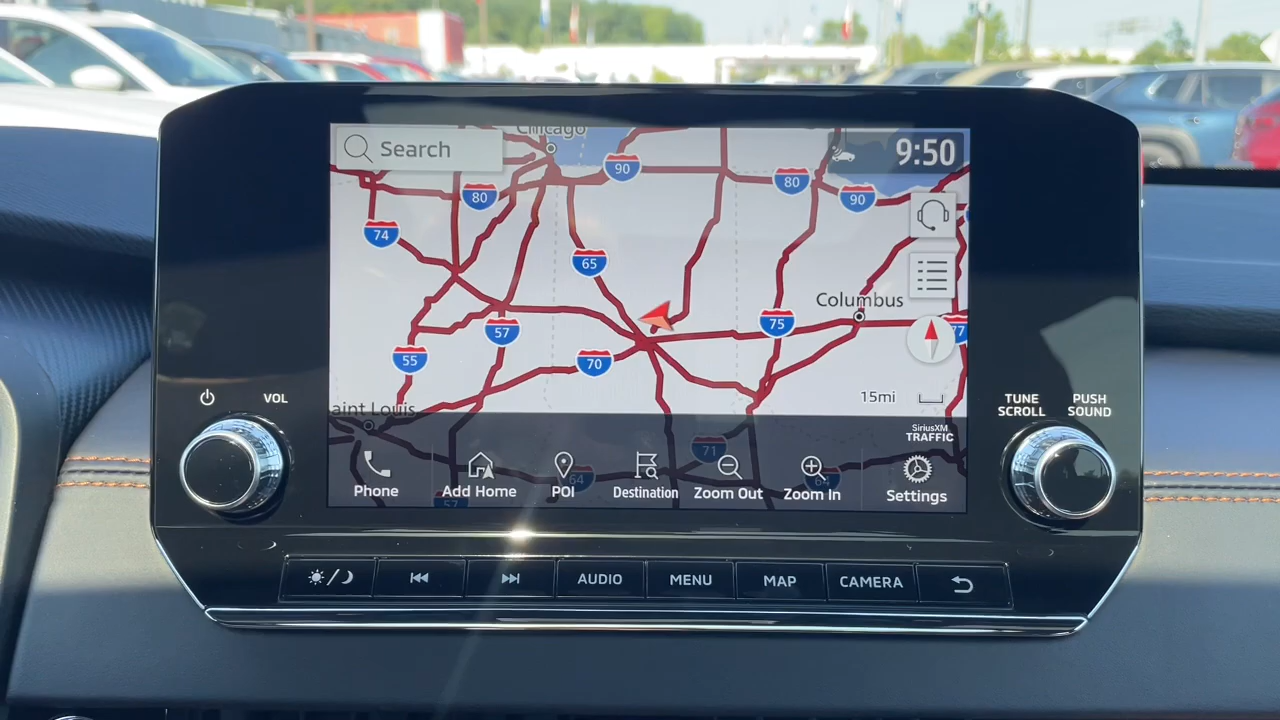 Chicago
Search
9:50
90
80
80
90
74
65
Columbus
75
57
77
55
70
15mi
aint Louis
SiriusXM
TRAFFIC
71
64
64
57
Phone
Add Home
POI
Destination
Zoom Out
Zoom In
Settings
VOL
TUNE
SCROLL
PUSH
SOUND
AUDIO
MENU
MAP
CAMERA